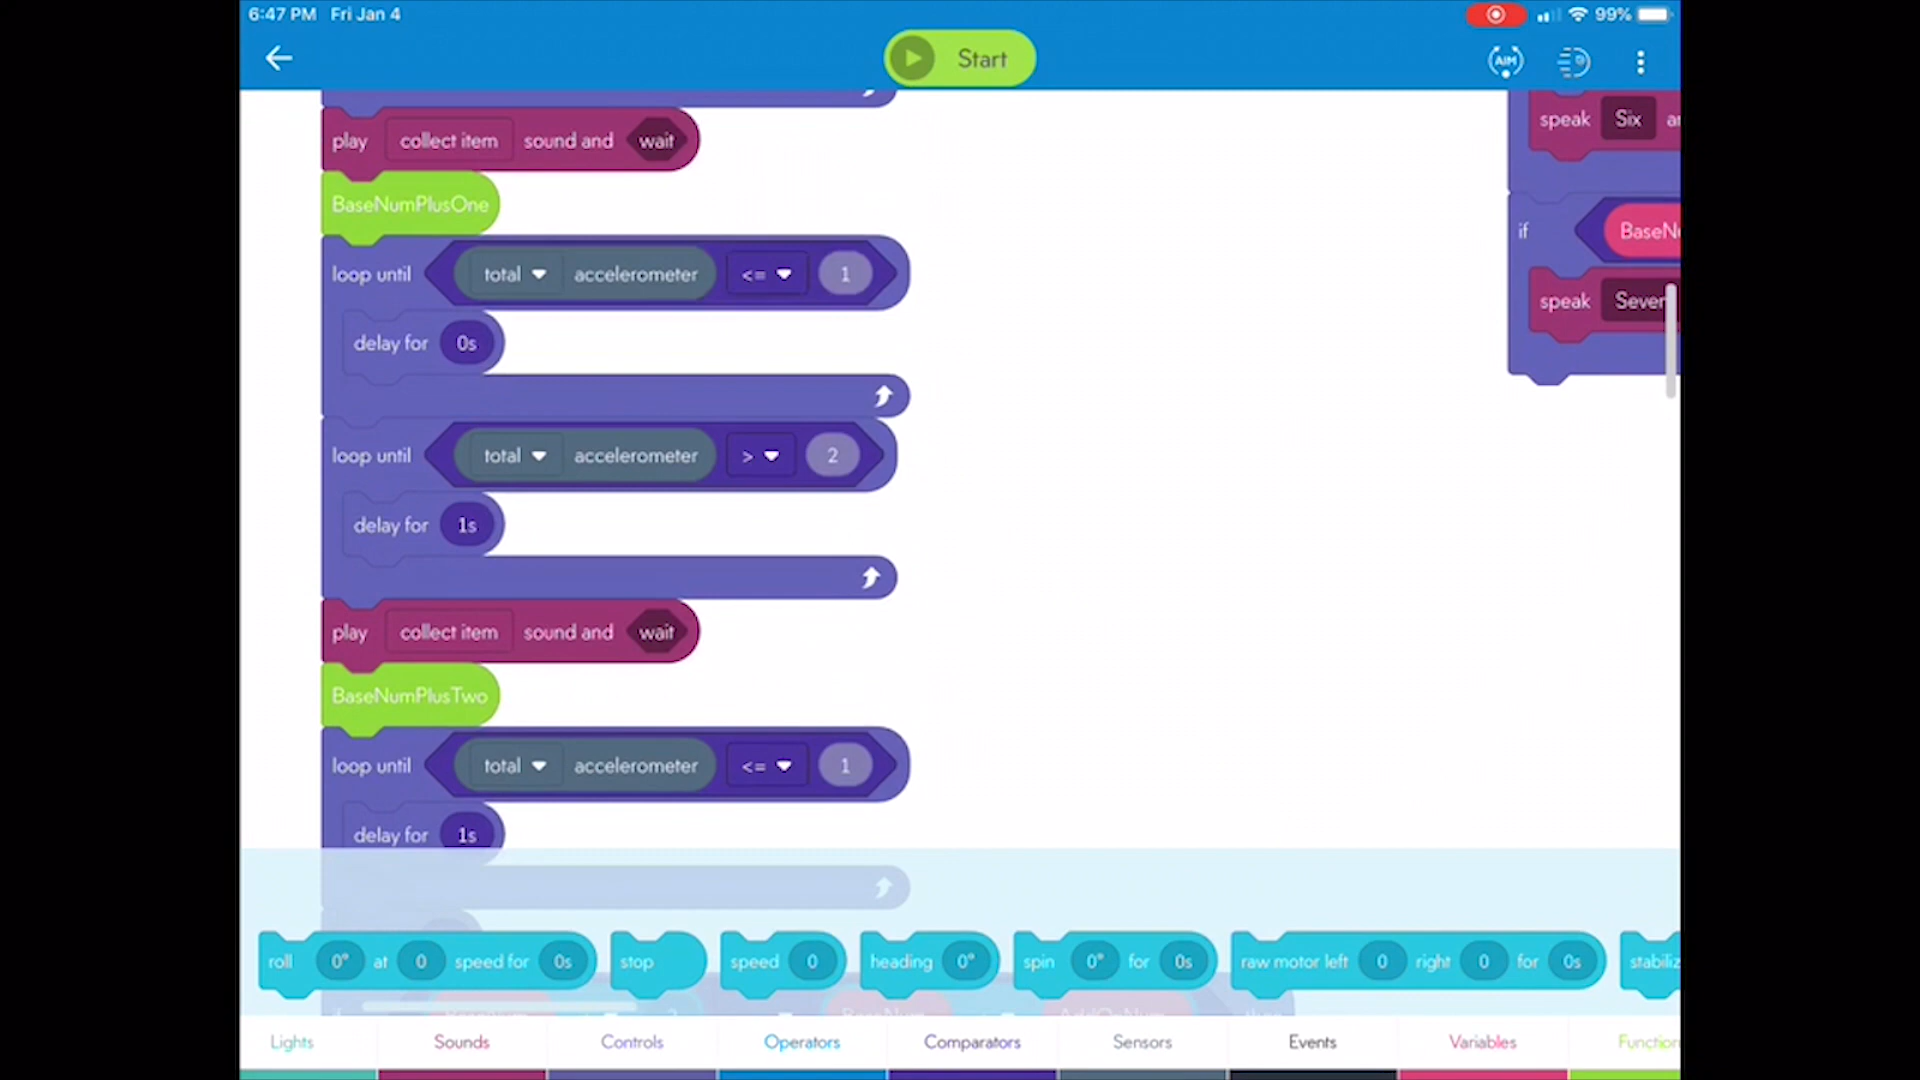 6:47 PM Fri Jan 4
99%
Start
AIM
play collect item sound and wait
speak Six
BaseNumPlusOne
if
loop until total accelerometer <= 1
speak
delay for 0s
loop until total accelerometer > 2
delay for 1s
play collect item sound and wait
BaseNumPlusTwo
loop until total accelerometer <= 1
delay for 1s
roll 0° at 0 speed for 0s
stop
speed 0
heading 0°
spin 0° for 0s
raw motor left 0 right 0 for 0s
Lights
Sounds
Controls
Operators
Comparators
Sensors
Events
Variables